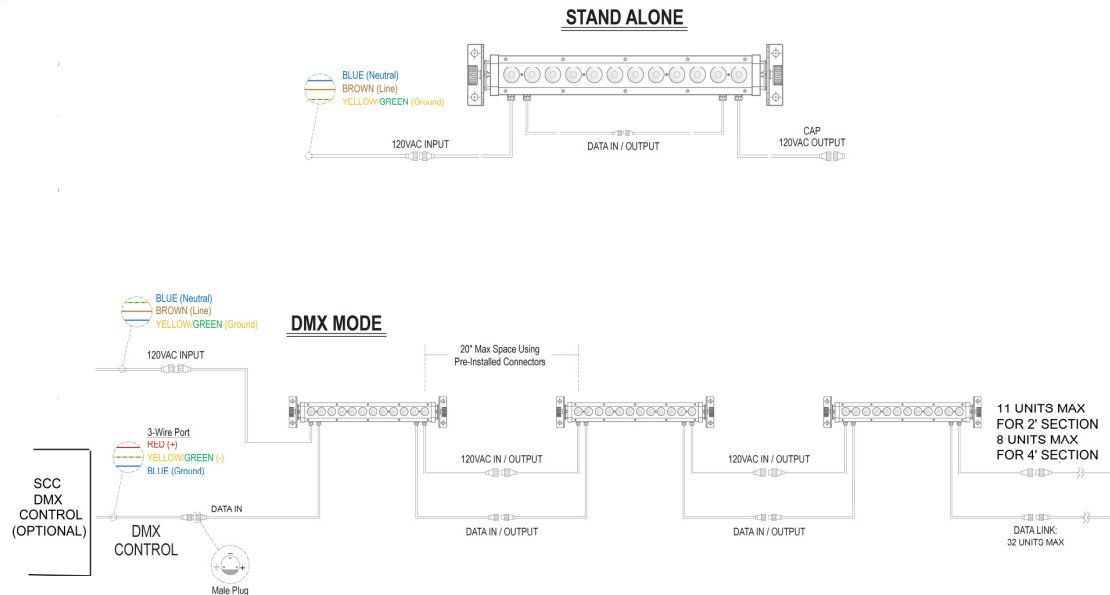 STAND ALONE
BLUE (Neutral)
BROWN (Line)
YELLOW/GREEN (Ground)
120VAC INPUT
DATA IN / OUTPUT
CAP
120VAC OUTPUT
BLUE (Neutral)
BROWN (Line)
YELLOW/GREEN (Ground)
DMX MODE
120VAC INPUT
20" Max Space Using
Pre-Installed Connectors
3-Wire Port
RED (+)
YELLOW/GREEN (-)
BLUE (Ground)
11 UNITS MAX
FOR 2' SECTION
8 UNITS MAX
FOR 4' SECTION
120VAC IN / OUTPUT
120VAC IN / OUTPUT
SCC
DMX
CONTROL
(OPTIONAL)
DATA IN
DMX
CONTROL
DATA IN / OUTPUT
DATA IN / OUTPUT
DATA LINK:
32 UNITS MAX
Male Plug